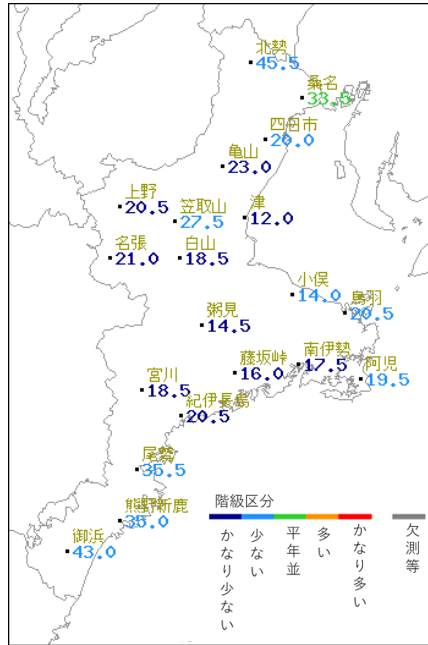 北勢
45.5
桑名
33.5
四日市
20.0
亀山
23.0
上野
20.5
笠取山
27.5
津
12.0
名張
21.0
白山
18.5
小俣
14.0
鳥羽
20.5
粥見
14.5
藤坂峠
16.0
南伊勢
17.5
阿児
19.5
宮川
18.5
紀伊長島
20.5
尾鷲
35.5
熊野新鹿
35.0
御浜
43.0
階級区分
かなり少ない
少ない
平年並
多い
かなり多い
欠測等